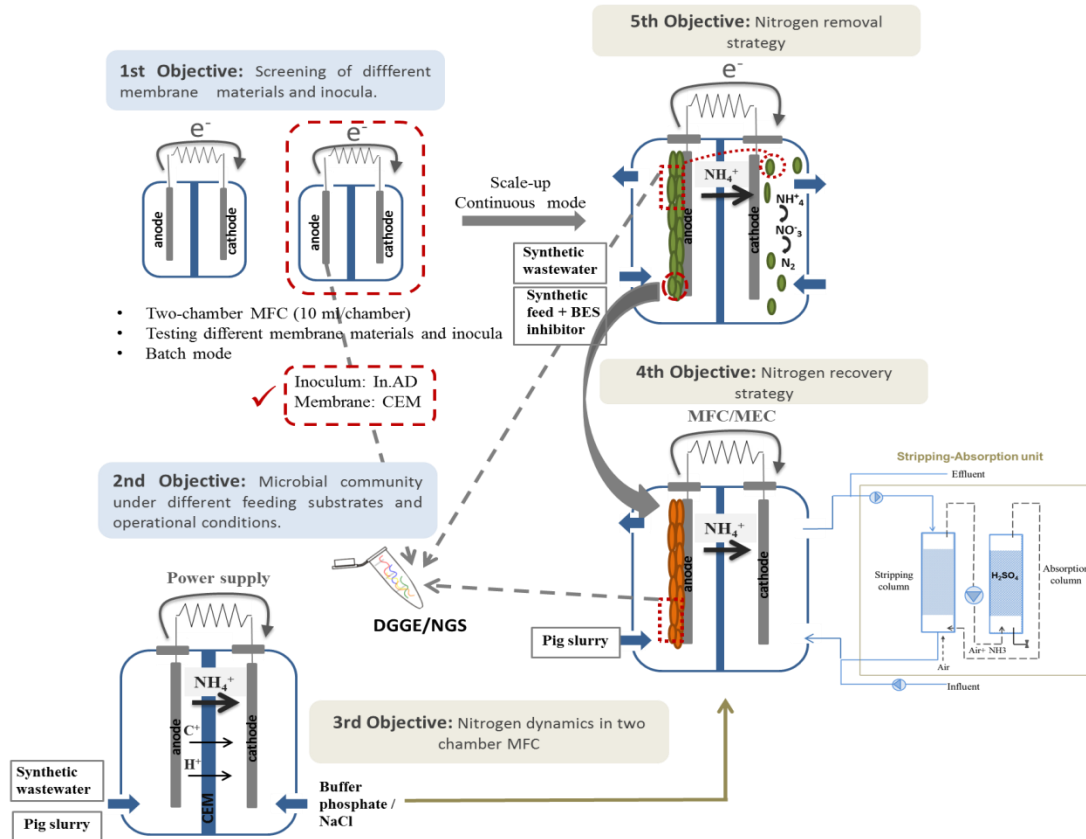 1st Objective: Screening of diffferent
membrane materials and inocula.
e-
anode
cathode
e-
anode
cathode
• Two-chamber MFC (10 ml/chamber)
• Testing different membrane materials and inocula
• Batch mode
✓
Inoculum: In.AD
Membrane: CEM
Scale-up
Continuous mode
5th Objective: Nitrogen removal
strategy
e-
NH4+
anode
cathode
NH+4
NO-3
N2
Synthetic
wastewater
Synthetic
feed + BES
inhibitor
4th Objective: Nitrogen recovery
strategy
MFC/MEC
NH4+
anode
cathode
Pig slurry
Stripping-Absorption unit
Effluent
Stripping
column
H2SO4
Absorption
column
Air
Air+ NH3
Influent
2nd Objective: Microbial community
under different feeding substrates and
operational conditions.
DGGE/NGS
Power supply
NH4+
C+
H+
anode
CEM
cathode
Synthetic
wastewater
Pig slurry
Buffer
phosphate /
NaCl
3rd Objective: Nitrogen dynamics in two
chamber MFC